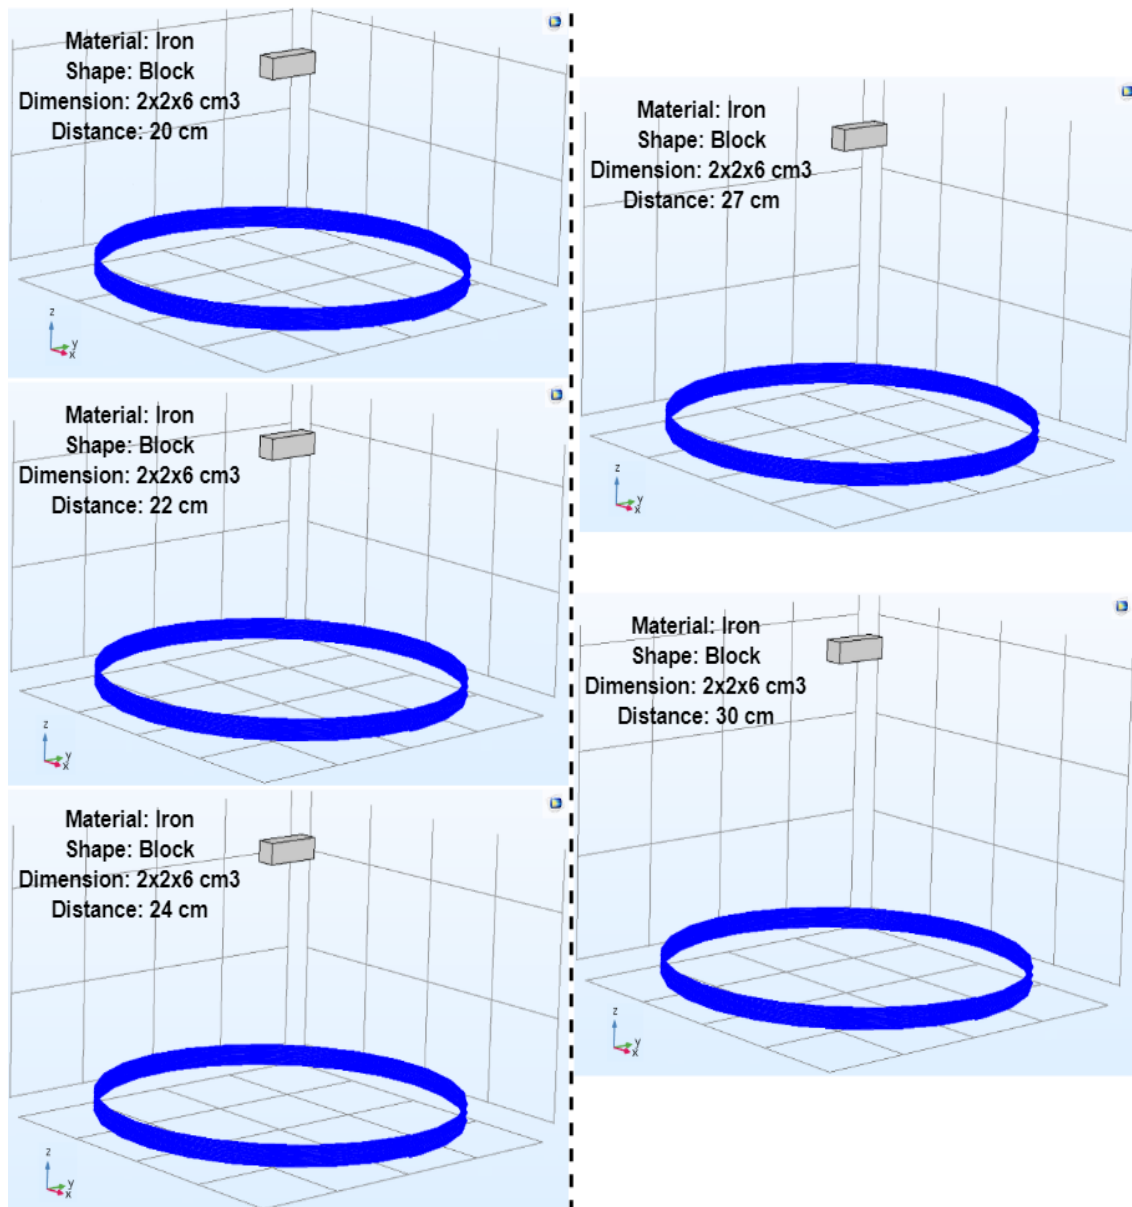 Material: Iron
Shape: Block
Dimension: 2x2x6 cm3
Distance: 20 cm
z
y
x
Material: Iron
Shape: Block
Dimension: 2x2x6 cm3
Distance: 22 cm
z
y
x
Material: Iron
Shape: Block
Dimension: 2x2x6 cm3
Distance: 24 cm
z
y
x
Material: Iron
Shape: Block
Dimension: 2x2x6 cm3
Distance: 27 cm
z
y
x
Material: Iron
Shape: Block
Dimension: 2x2x6 cm3
Distance: 30 cm
z
y
x